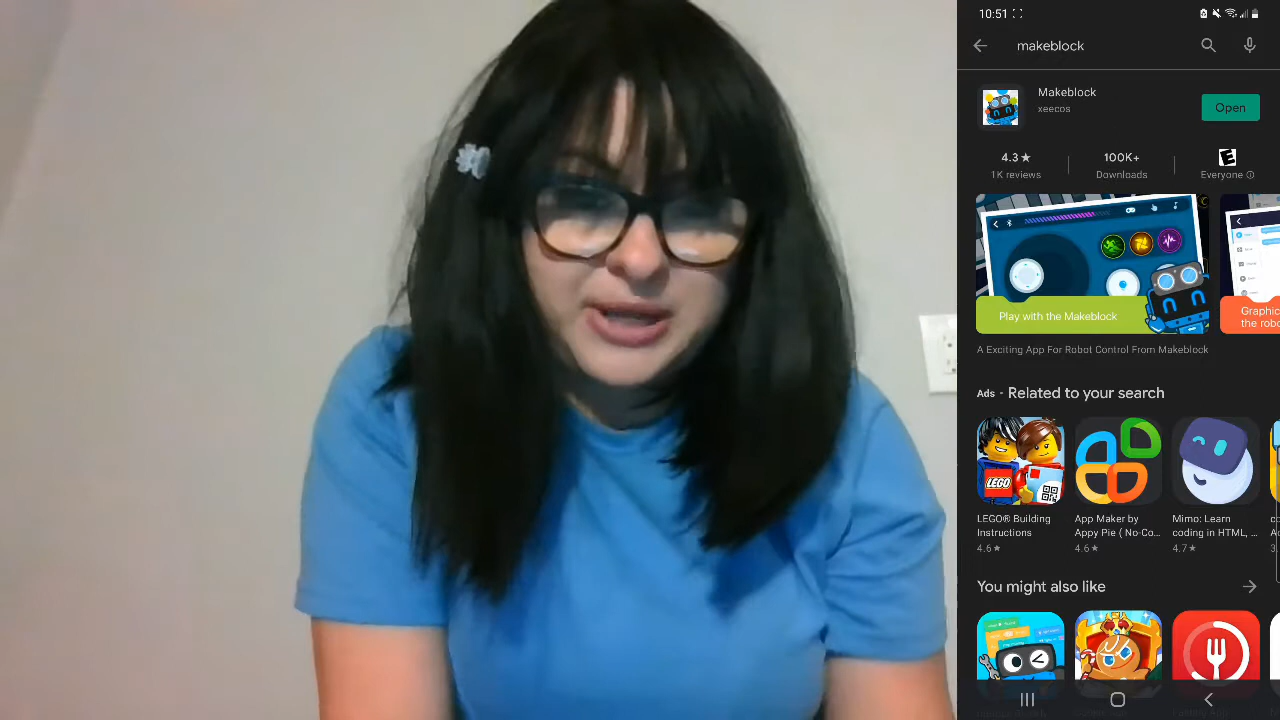 10:51
makeblock
Makeblock
xeecos
Open
4.3★
1K reviews
100K+
Downloads
E
Everyone
Play with the Makeblock
Graphic
the robo
A Exciting App For Robot Control From Makeblock
Ads · Related to your search
LEGO
LEGO® Building
Instructions
4.6★
App Maker by
Appy Pie ( No-Co...
4.6★
Mimo: Learn
coding in HTML, ...
4.7★
You might also like